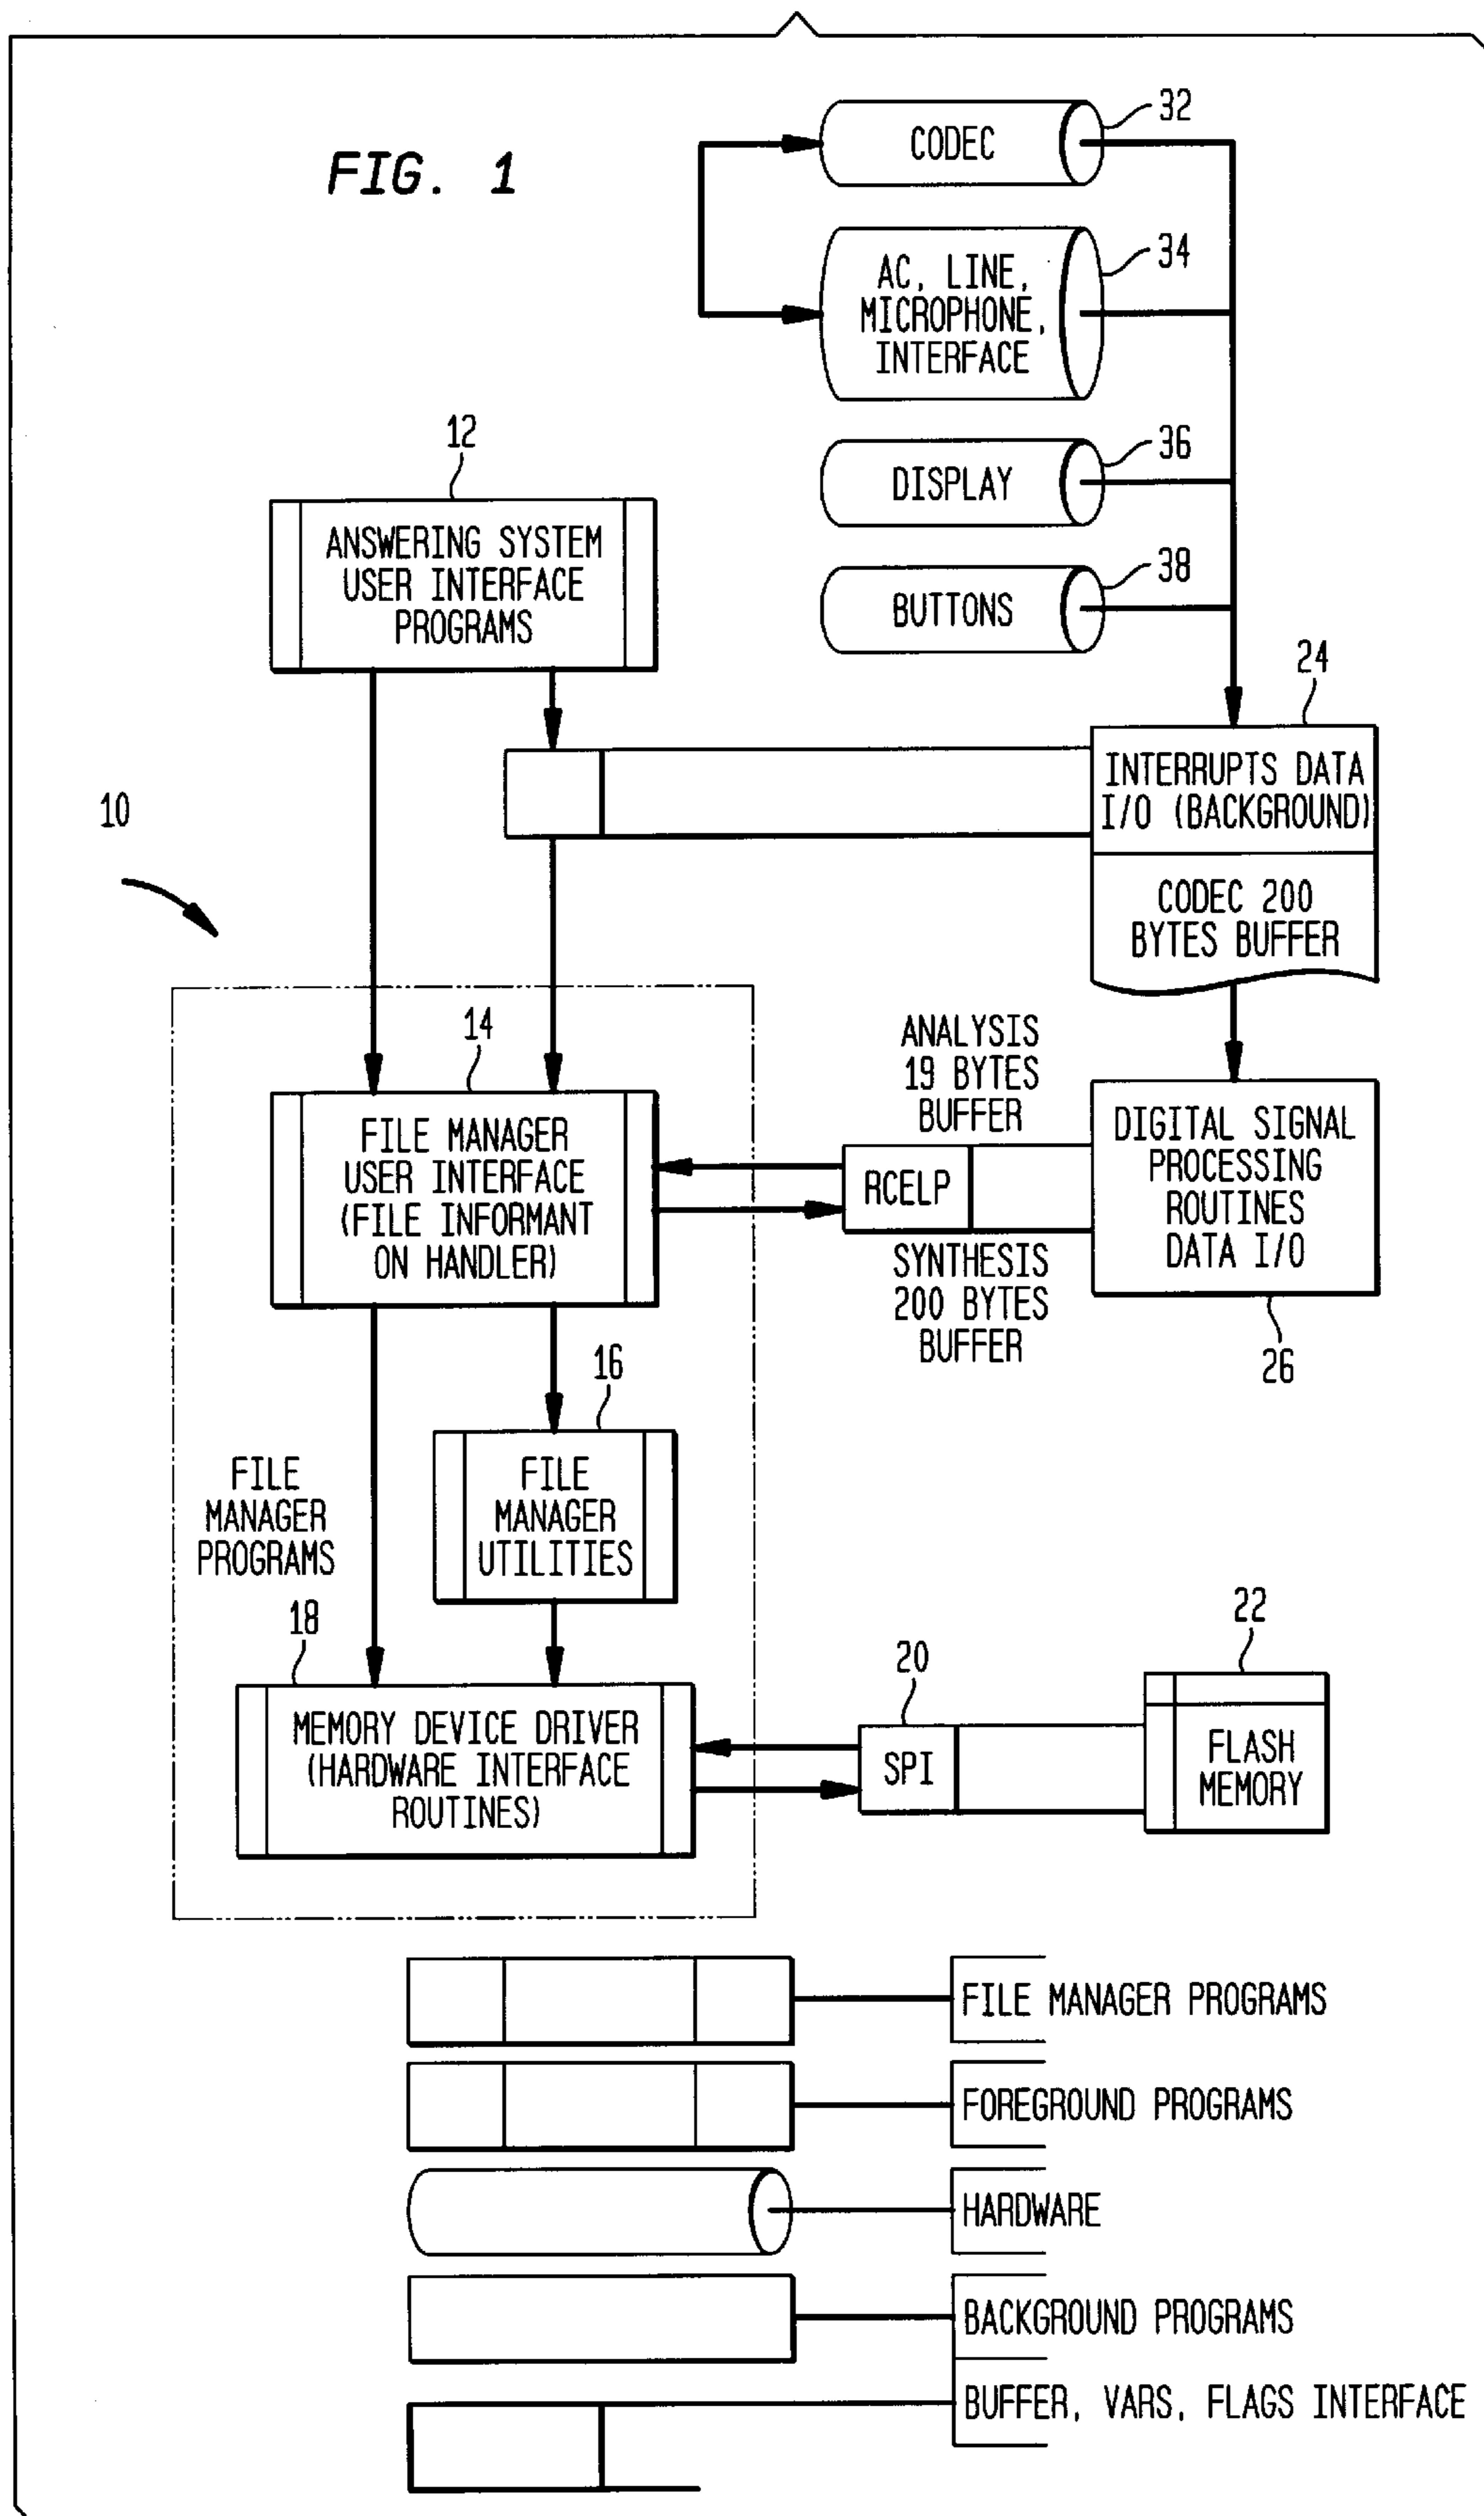 FIG. 1
CODEC
32
AC, LINE,
MICROPHONE,
INTERFACE
34
DISPLAY
36
BUTTONS
38
12
ANSWERING SYSTEM
USER INTERFACE
PROGRAMS
24
INTERRUPTS DATA
I/O (BACKGROUND)
CODEC 200
BYTES BUFFER
10
14
FILE MANAGER
USER INTERFACE
(FILE INFORMANT
ON HANDLER)
ANALYSIS
19 BYTES
BUFFER
RCELP
SYNTHESIS
200 BYTES
BUFFER
DIGITAL SIGNAL
PROCESSING
ROUTINES
DATA I/O
26
16
FILE
MANAGER
UTILITIES
FILE
MANAGER
PROGRAMS
18
MEMORY DEVICE DRIVER
(HARDWARE INTERFACE
ROUTINES)
20
SPI
22
FLASH
MEMORY
FILE MANAGER PROGRAMS
FOREGROUND PROGRAMS
HARDWARE
BACKGROUND PROGRAMS
BUFFER, VARS, FLAGS INTERFACE